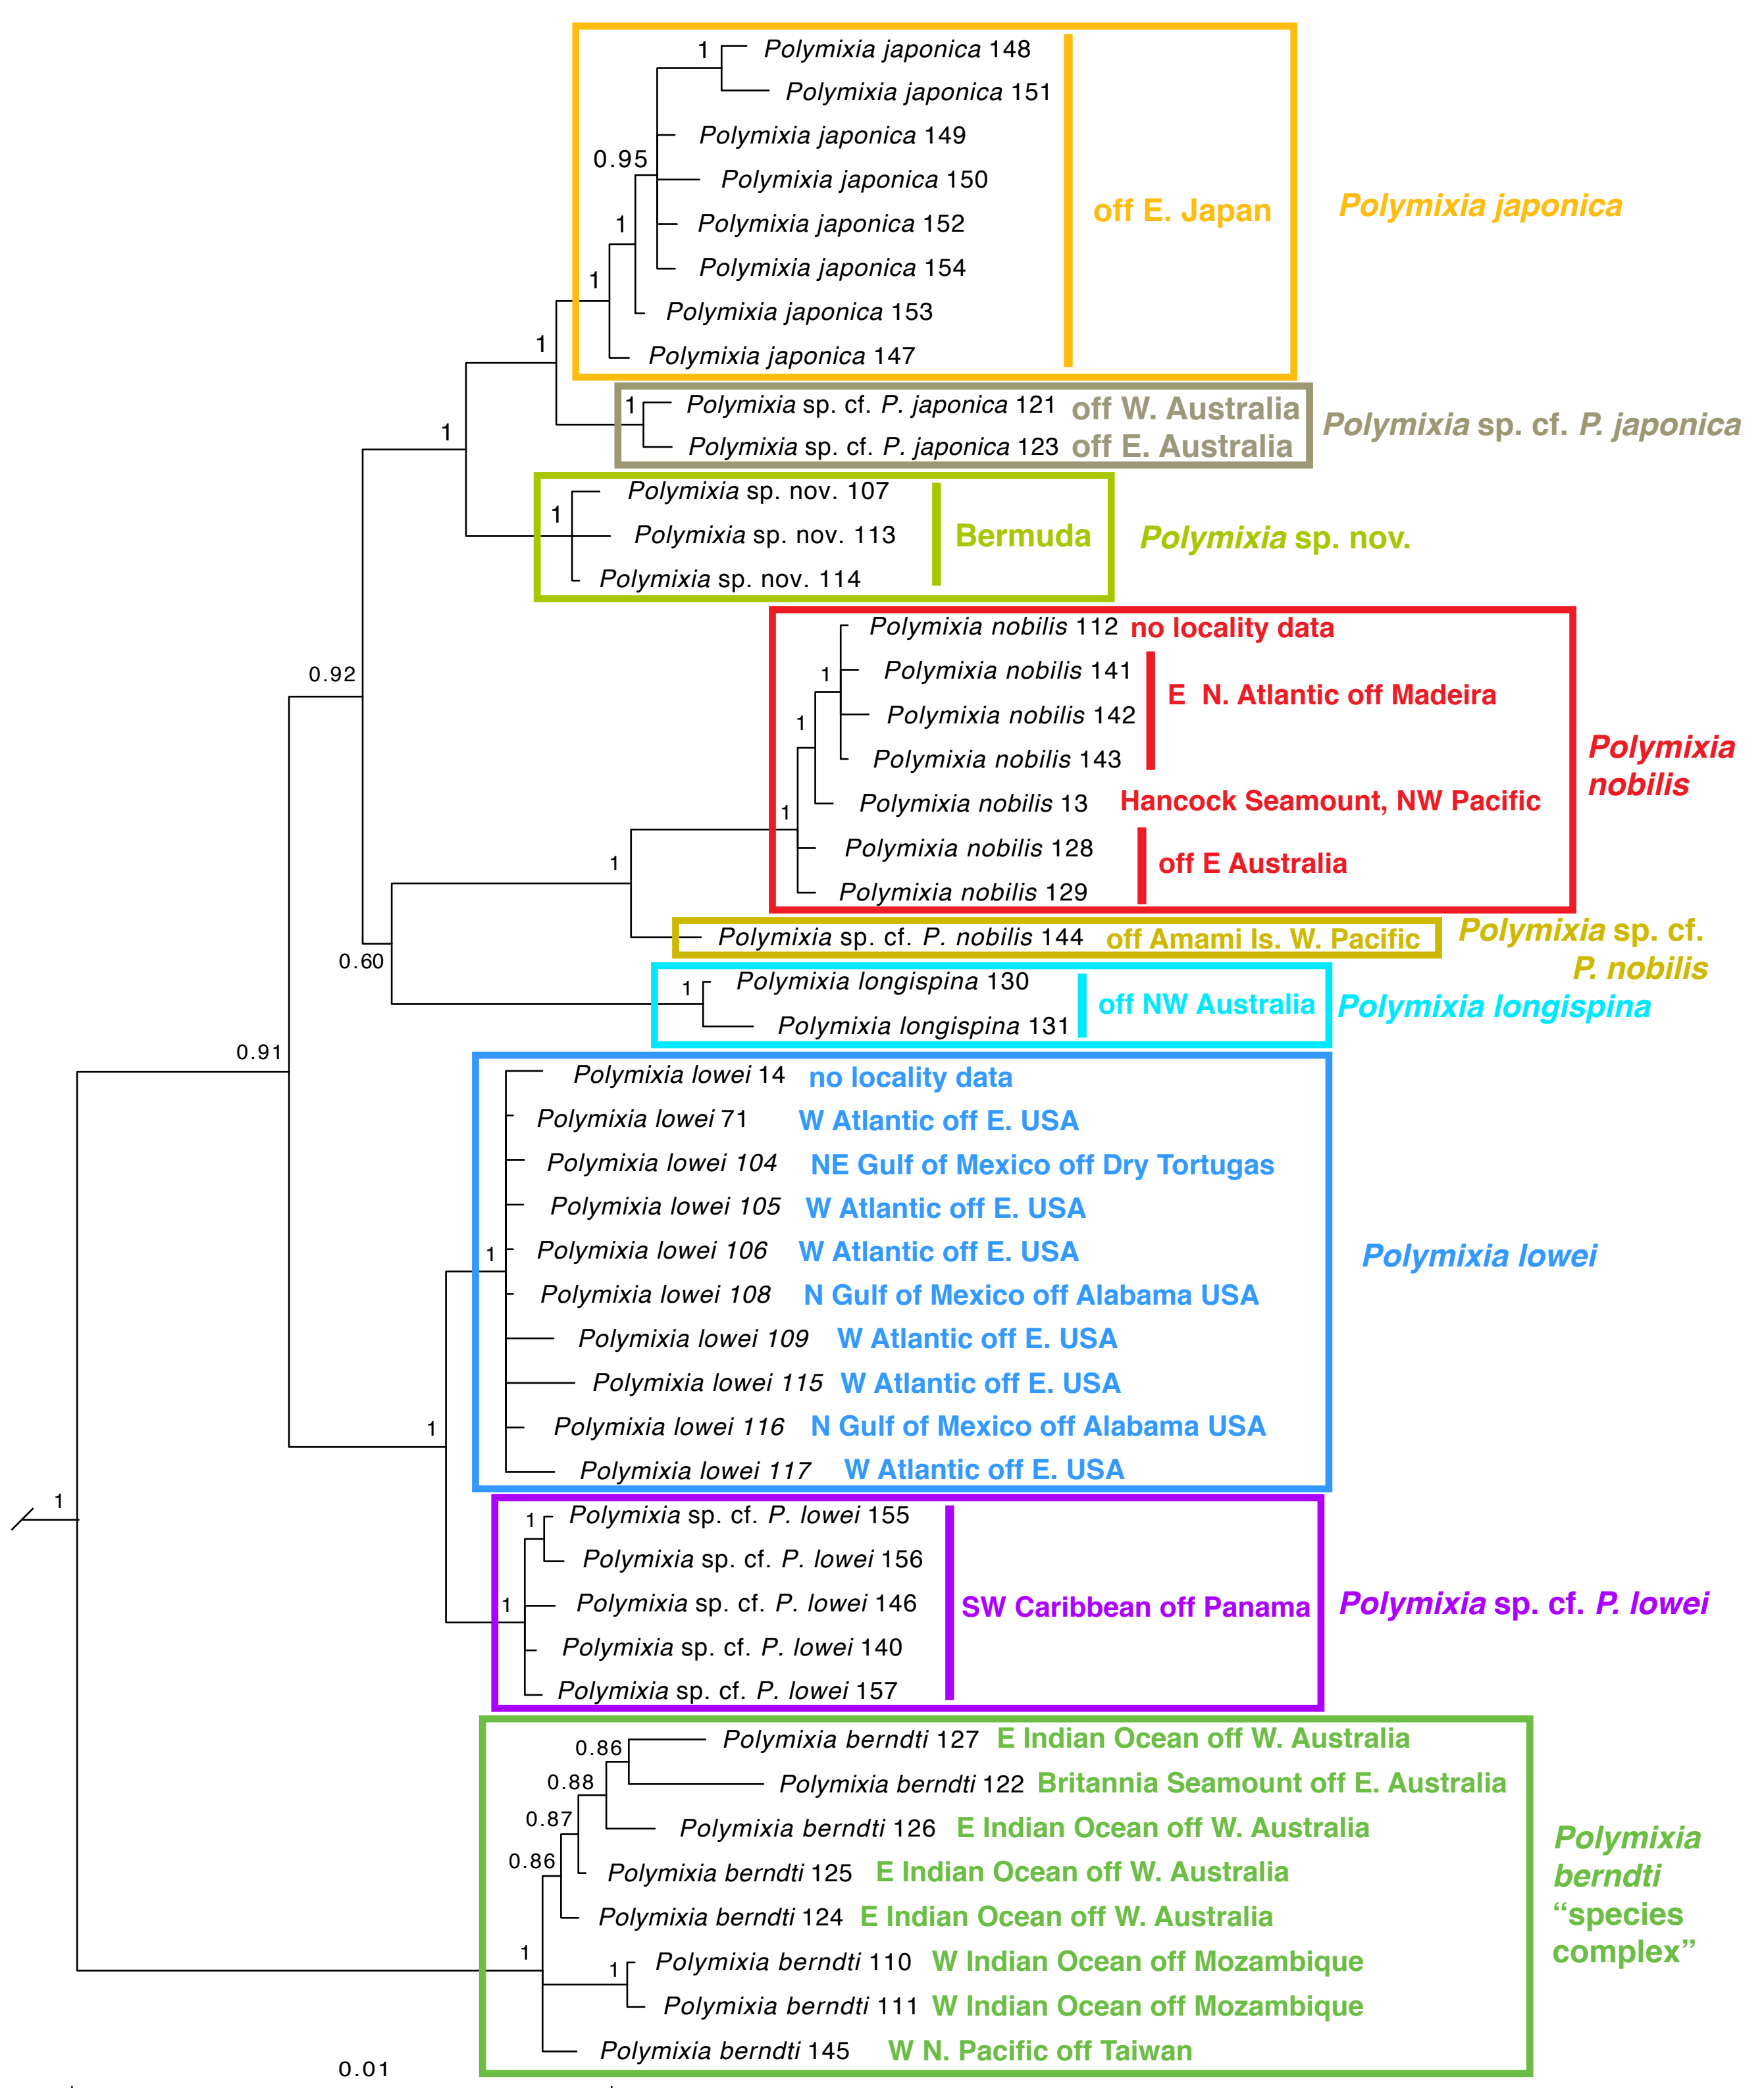 1 Polymixia japonica 148
Polymixia japonica 151
Polymixia japonica 149
0.95
Polymixia japonica 150
off E. Japan
Polymixia japonica
1
Polymixia japonica 152
Polymixia japonica 154
1
Polymixia japonica 153
1
Polymixia japonica 147
1 Polymixia sp. cf. P. japonica 121 off W. Australia
Polymixia sp. cf. P. japonica
1
Polymixia sp. cf. P. japonica 123 off E. Australia
Polymixia sp. nov. 107
1
Polymixia sp. nov. 113
Bermuda
Polymixia sp. nov.
Polymixia sp. nov. 114
Polymixia nobilis 112 no locality data
0.92
1
Polymixia nobilis 141
E N. Atlantic off Madeira
1
Polymixia nobilis 142
Polymixia nobilis 143
Polymixia
nobilis
1
Polymixia nobilis 13 Hancock Seamount, NW Pacific
Polymixia nobilis 128
off E Australia
1
Polymixia nobilis 129
Polymixia sp. cf. P. nobilis 144 off Amami Is. W. Pacific
Polymixia sp. cf.
P. nobilis
0.60
1 Polymixia longispina 130
off NW Australia
Polymixia longispina
Polymixia longispina 131
0.91
Polymixia lowei 14 no locality data
Polymixia lowei 71 W Atlantic off E. USA
Polymixia lowei 104 NE Gulf of Mexico off Dry Tortugas
Polymixia lowei 105 W Atlantic off E. USA
1
Polymixia lowei 106 W Atlantic off E. USA
Polymixia lowei
Polymixia lowei 108 N Gulf of Mexico off Alabama USA
Polymixia lowei 109 W Atlantic off E. USA
Polymixia lowei 115 W Atlantic off E. USA
1
Polymixia lowei 116 N Gulf of Mexico off Alabama USA
Polymixia lowei 117 W Atlantic off E. USA
1
1 Polymixia sp. cf. P. lowei 155
Polymixia sp. cf. P. lowei 156
1
Polymixia sp. cf. P. lowei 146
SW Caribbean off Panama
Polymixia sp. cf. P. lowei
Polymixia sp. cf. P. lowei 140
Polymixia sp. cf. P. lowei 157
0.86
Polymixia berndti 127 E Indian Ocean off W. Australia
0.88
Polymixia berndti 122 Britannia Seamount off E. Australia
0.87
Polymixia berndti 126 E Indian Ocean off W. Australia
0.86
Polymixia berndti 125 E Indian Ocean off W. Australia
Polymixia berndti 124 E Indian Ocean off W. Australia
Polymixia
berndti
“species
complex”
1
1 Polymixia berndti 110 W Indian Ocean off Mozambique
Polymixia berndti 111 W Indian Ocean off Mozambique
Polymixia berndti 145 W N. Pacific off Taiwan
0.01